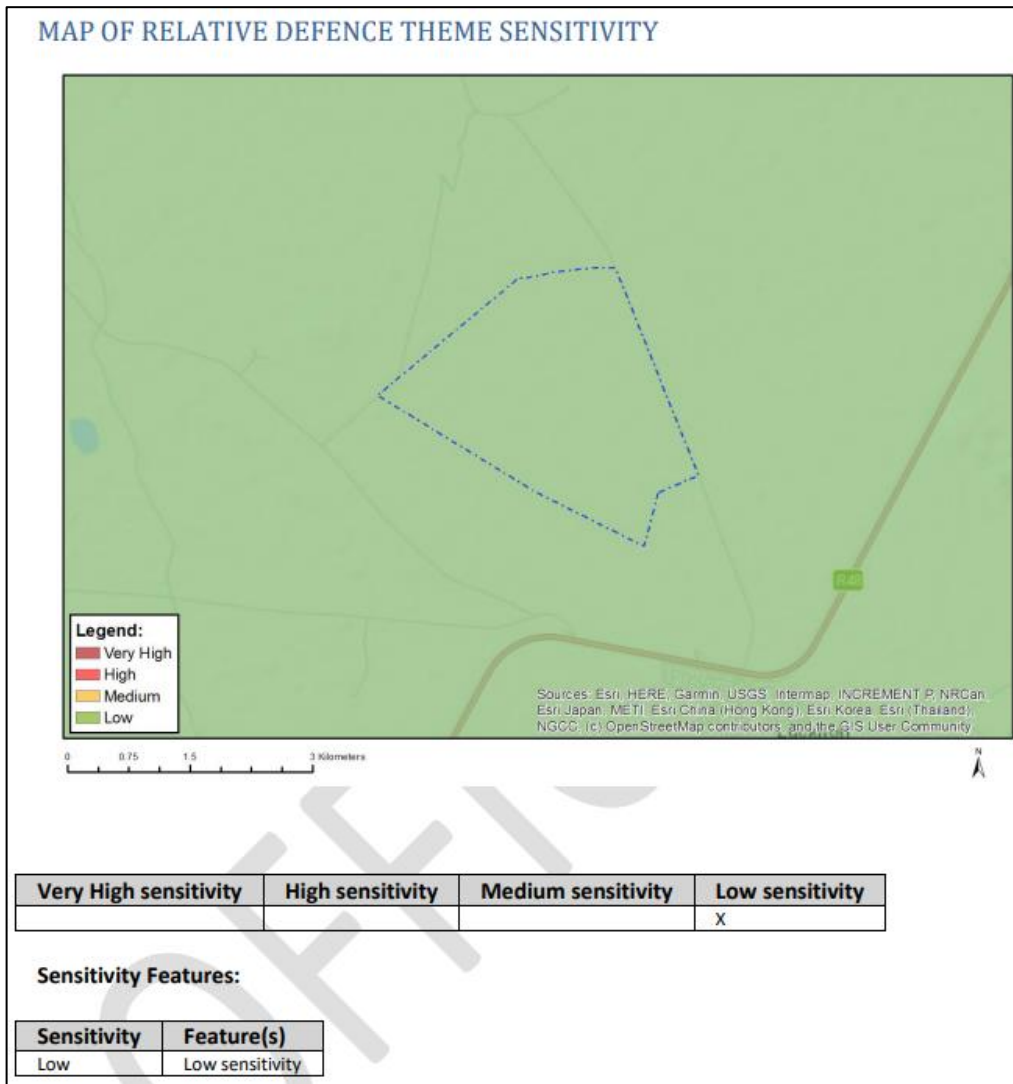 MAP OF RELATIVE DEFENCE THEME SENSITIVITY
Legend:
Very High
High
Medium
Low
Sources: Esri, HERE, Garmin, USGS, Intermap, INCREMENT P, NRCan,
Esri Japan, METI, Esri China (Hong Kong), Esri Korea, Esri (Thailand),
NGCC, (c) OpenStreetMap contributors, and the GIS User Community
0 0.75 1.5 3 Kilometers
N
Very High sensitivity High sensitivity Medium sensitivity Low sensitivity
X
Sensitivity Features:
Sensitivity Feature(s)
Low Low sensitivity